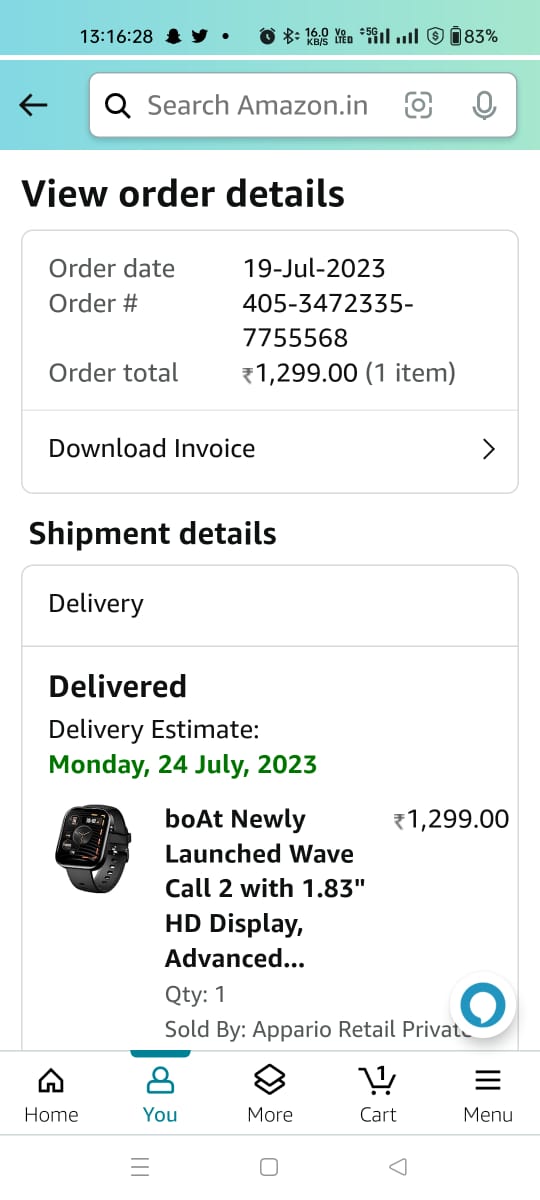 13:16:28 16.0 KB/S VoLTED 5G 83%
Search Amazon.in
View order details
Order date 19-Jul-2023
Order # 405-3472335-
7755568
Order total ₹1,299.00 (1 item)
Download Invoice
Shipment details
Delivery
Delivered
Delivery Estimate:
Monday, 24 July, 2023
boAt Newly ₹1,299.00
Launched Wave
Call 2 with 1.83"
HD Display,
Advanced...
Qty: 1
Sold By: Appario Retail Privat
1
Home You More Cart Menu